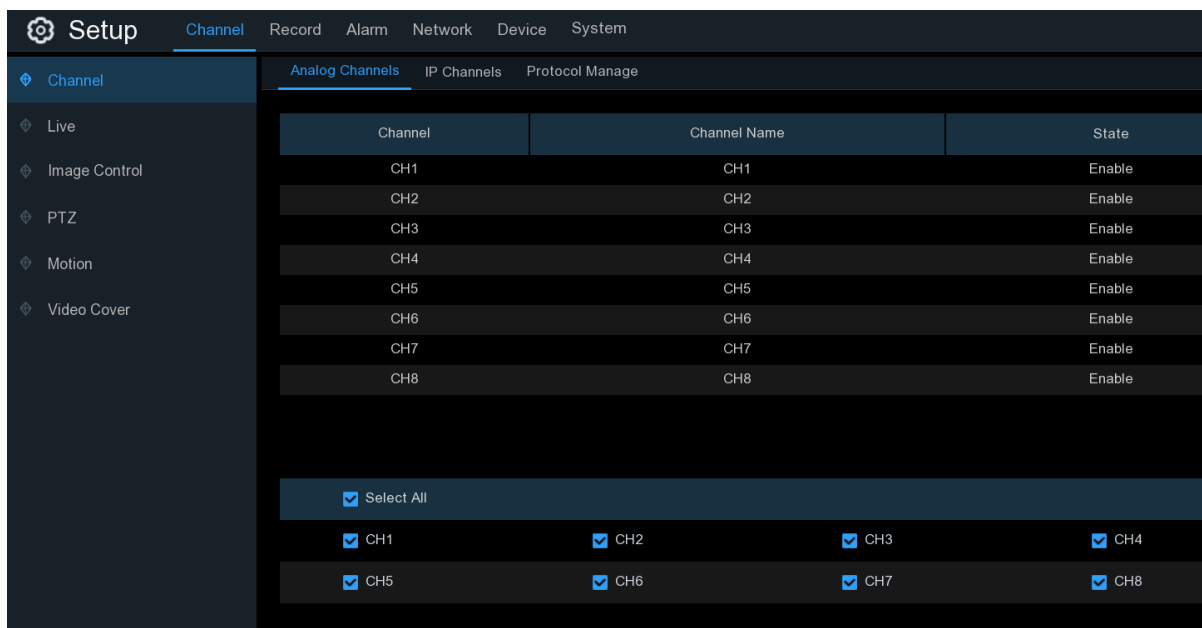 Setup Channel Record Alarm Network Device System
Channel
Live
Image Control
PTZ
Motion
Video Cover
Analog Channels IP Channels Protocol Manage
Channel Channel Name State
CH1 CH1 Enable
CH2 CH2 Enable
CH3 CH3 Enable
CH4 CH4 Enable
CH5 CH5 Enable
CH6 CH6 Enable
CH7 CH7 Enable
CH8 CH8 Enable
Select All
CH1 CH2 CH3 CH4
CH5 CH6 CH7 CH8